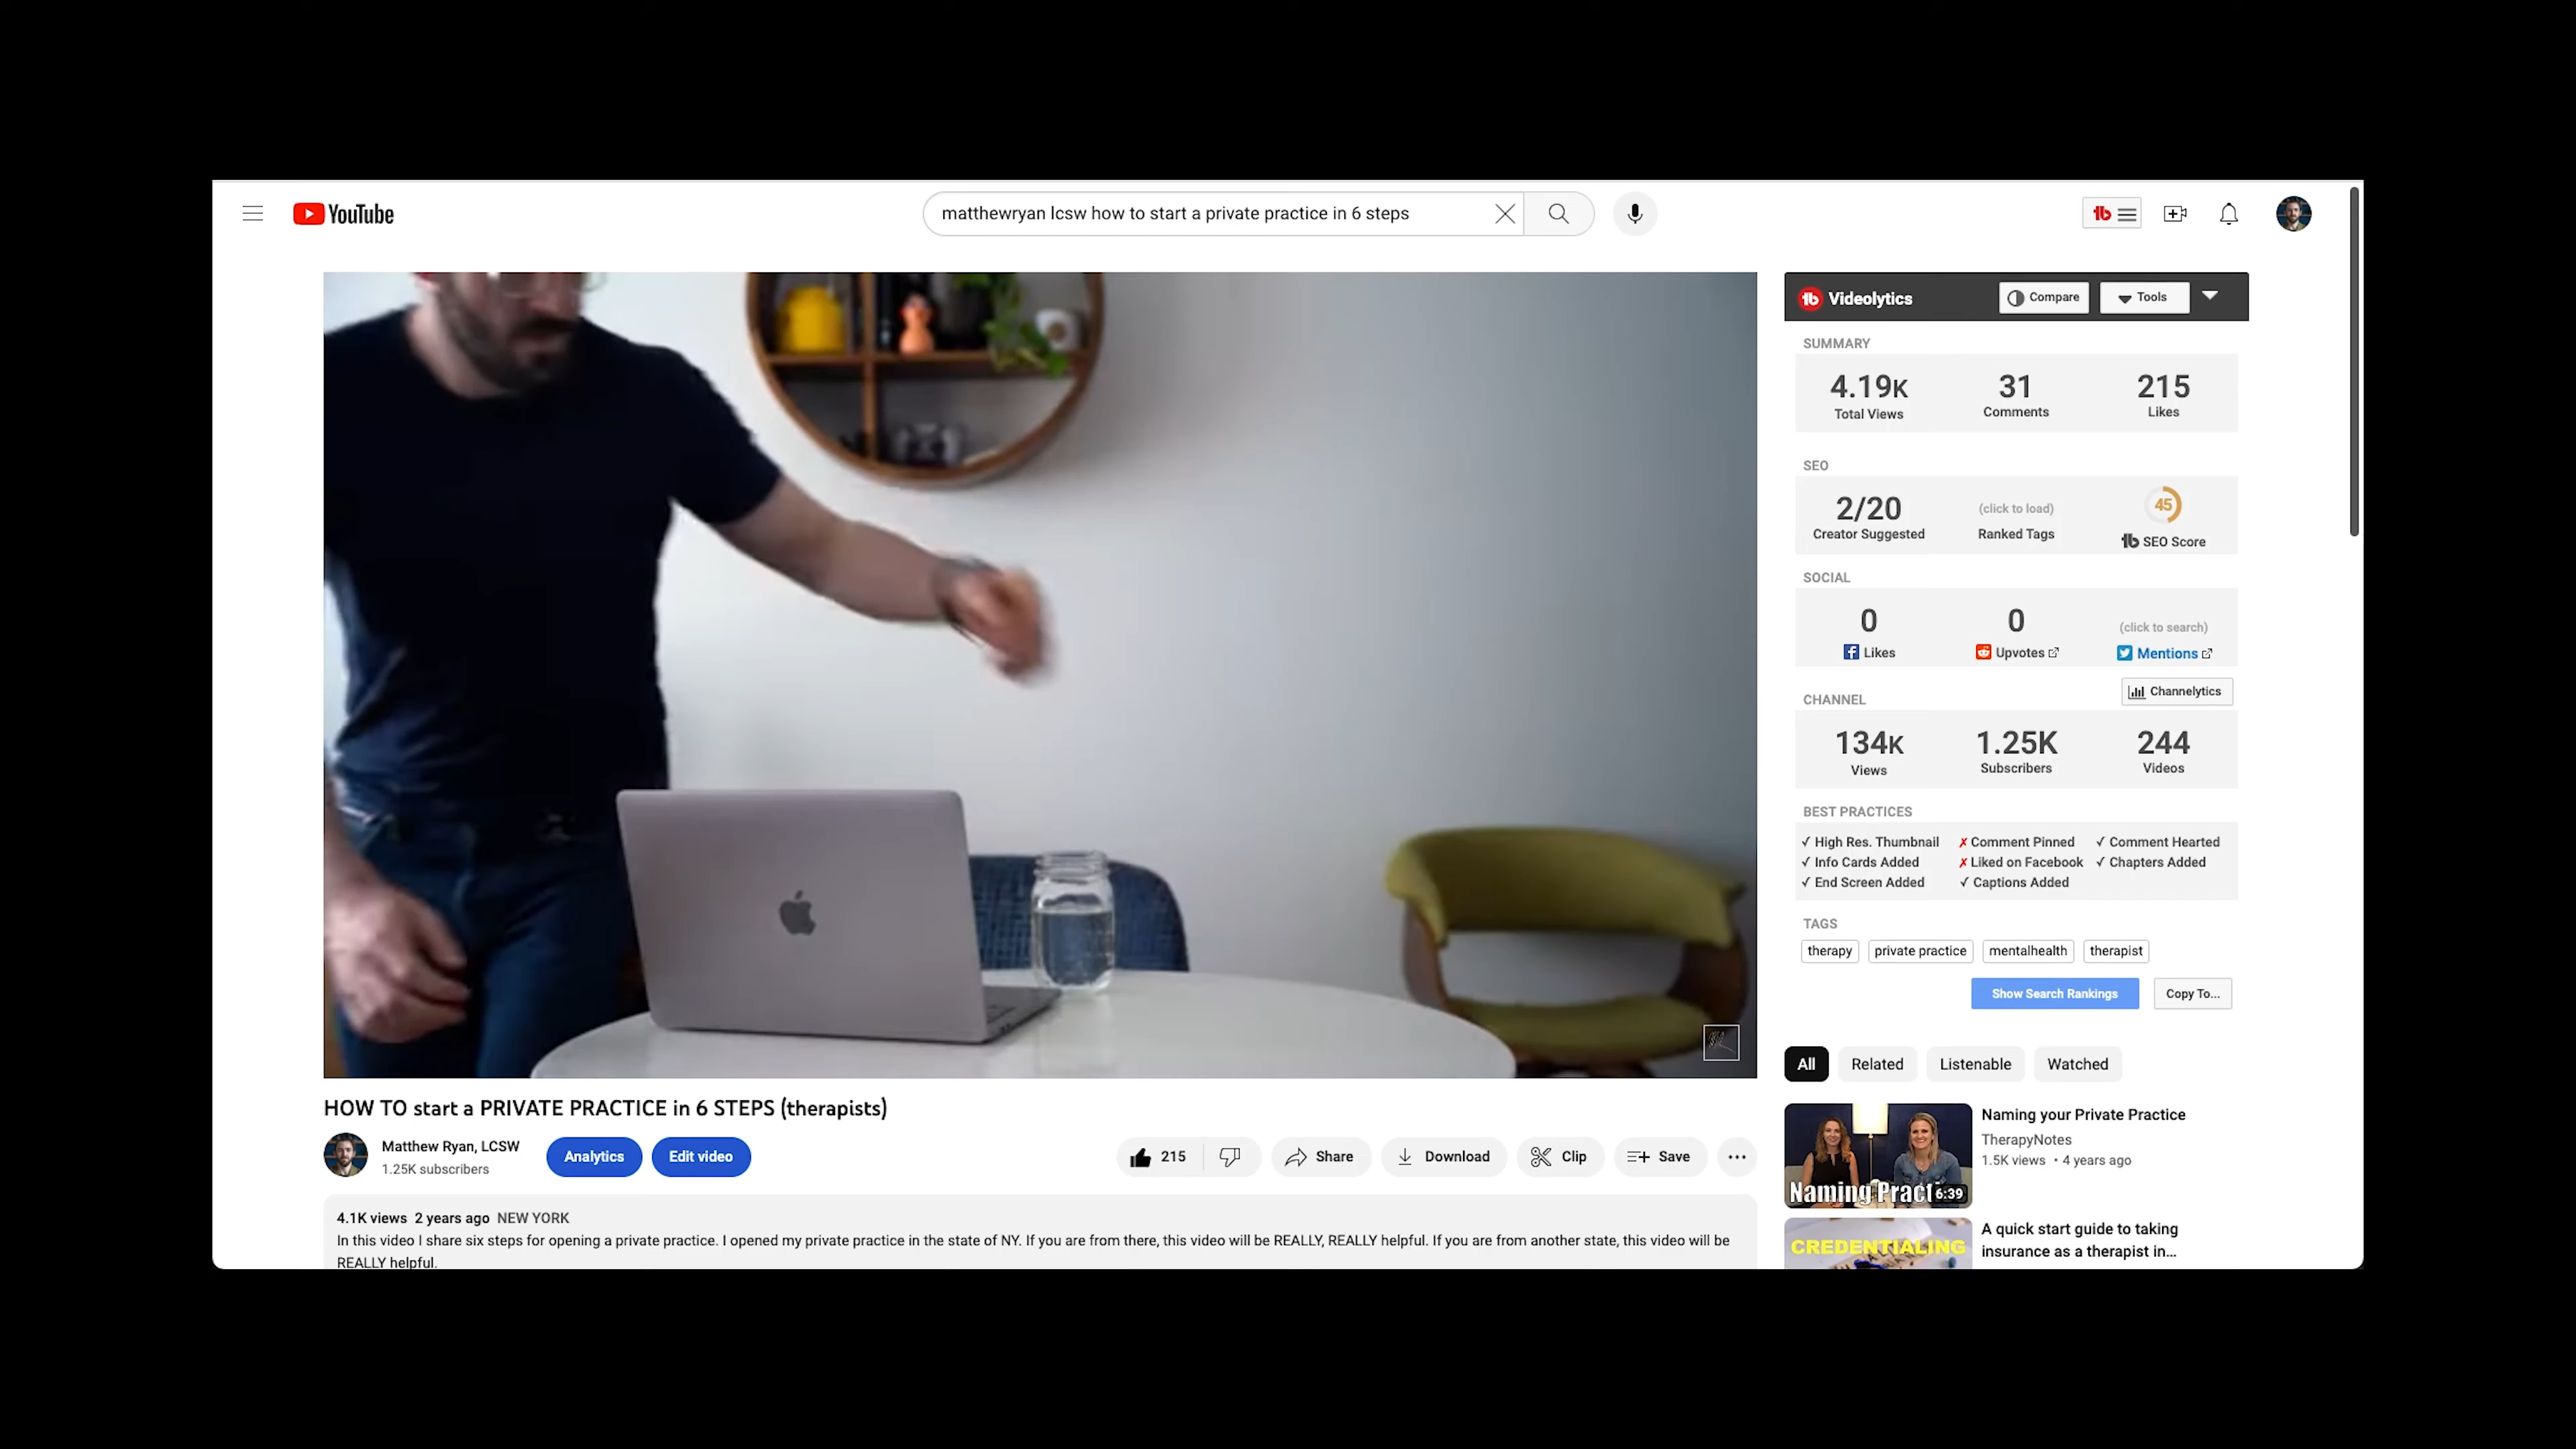 YouTube
matthewryan lcsw how to start a private practice in 6 steps
Videolytics
Compare
Tools
SUMMARY
4.19K
31
215
Total Views
Comments
Likes
SEO
2/20
(click to load)
45
Creator Suggested
Ranked Tags
SEO Score
SOCIAL
0
0
(click to search)
Likes
Upvotes
Mentions
CHANNEL
Channelytics
134K
1.25K
244
Views
Subscribers
Videos
BEST PRACTICES
✓ High Res. Thumbnail
✗ Comment Pinned
✓ Comment Hearted
✓ Info Cards Added
✗ Liked on Facebook
✓ Chapters Added
✓ End Screen Added
✓ Captions Added
TAGS
therapy
private practice
mentalhealth
therapist
Show Search Rankings
Copy To...
All
Related
Listenable
Watched
HOW TO start a PRIVATE PRACTICE in 6 STEPS (therapists)
Matthew Ryan, LCSW
1.25K subscribers
Analytics
Edit video
215
Share
Download
Clip
Save
4.1K views 2 years ago NEW YORK
In this video I share six steps for opening a private practice. I opened my private practice in the state of NY. If you are from there, this video will be REALLY, REALLY helpful. If you are from another state, this video will be
REALLY helpful.
Naming Pract
6:39
Naming your Private Practice
TherapyNotes
1.5K views • 4 years ago
CREDENTIALING
A quick start guide to taking
insurance as a therapist in...